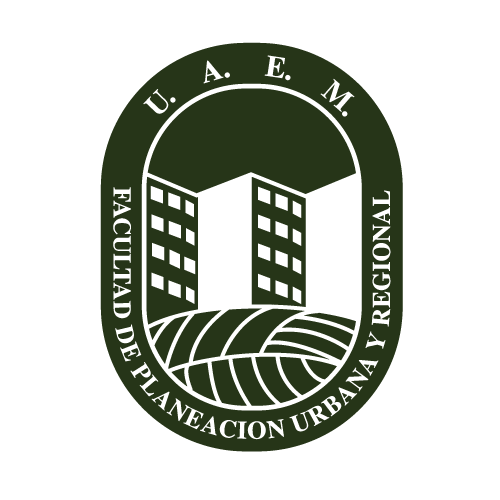 U. A. E. M.
FACULTAD DE PLANEACION URBANA Y REGIONAL